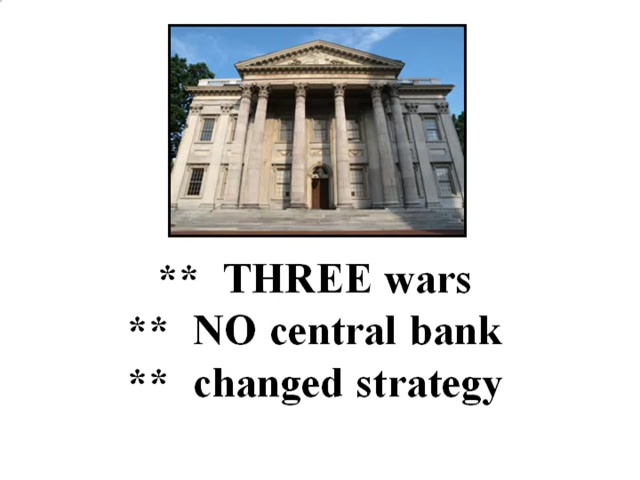 ** THREE wars
** NO central bank
** changed strategy